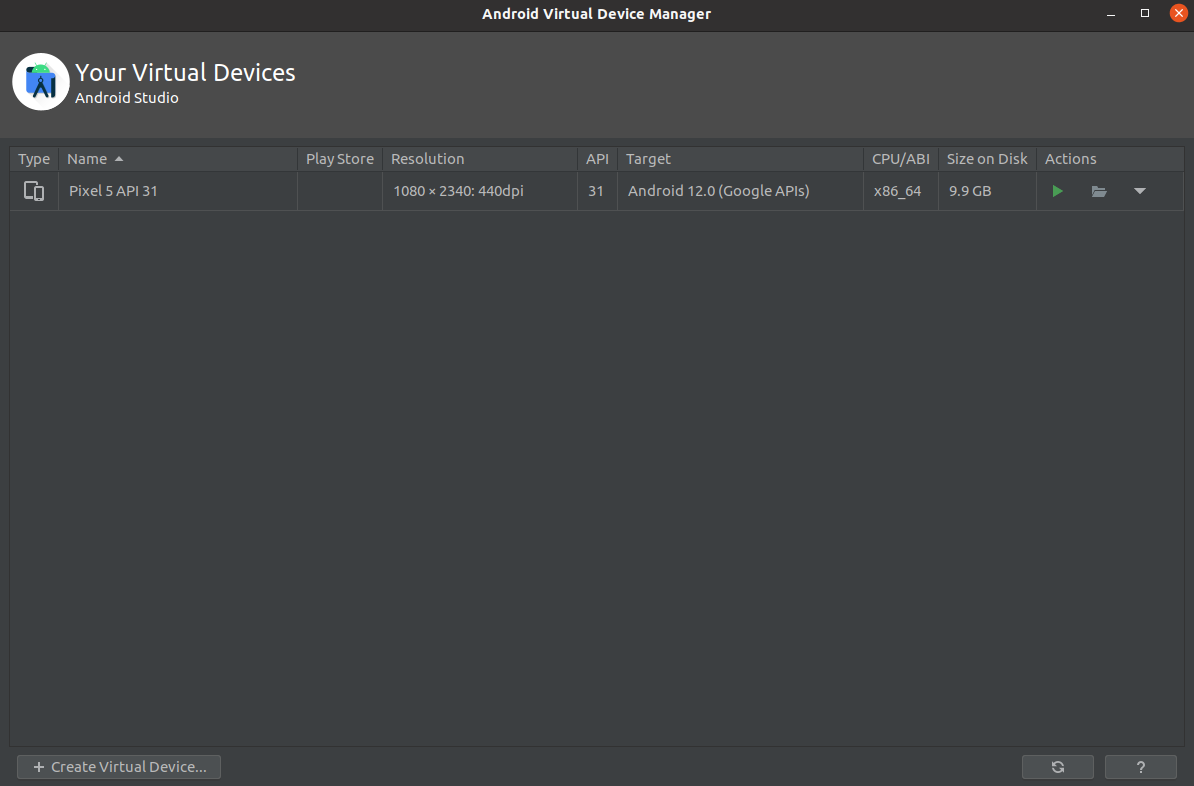 Android Virtual Device Manager
Your Virtual Devices
Android Studio
Type Name Play Store Resolution API Target CPU/ABI Size on Disk Actions
Pixel 5 API 31 1080 × 2340: 440dpi 31 Android 12.0 (Google APIs) x86_64 9.9 GB
+ Create Virtual Device... ?